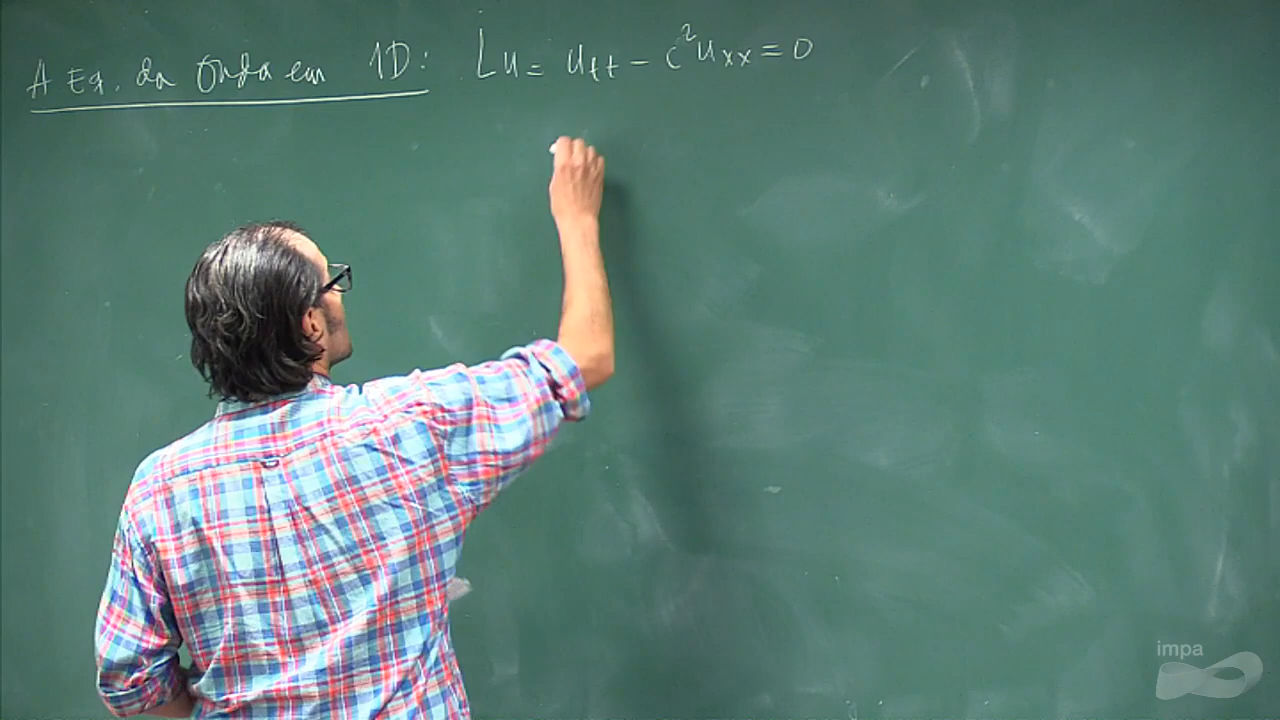 A Eq. da Onda em 1D: Lu = u_tt - c²u_xx = 0
impa